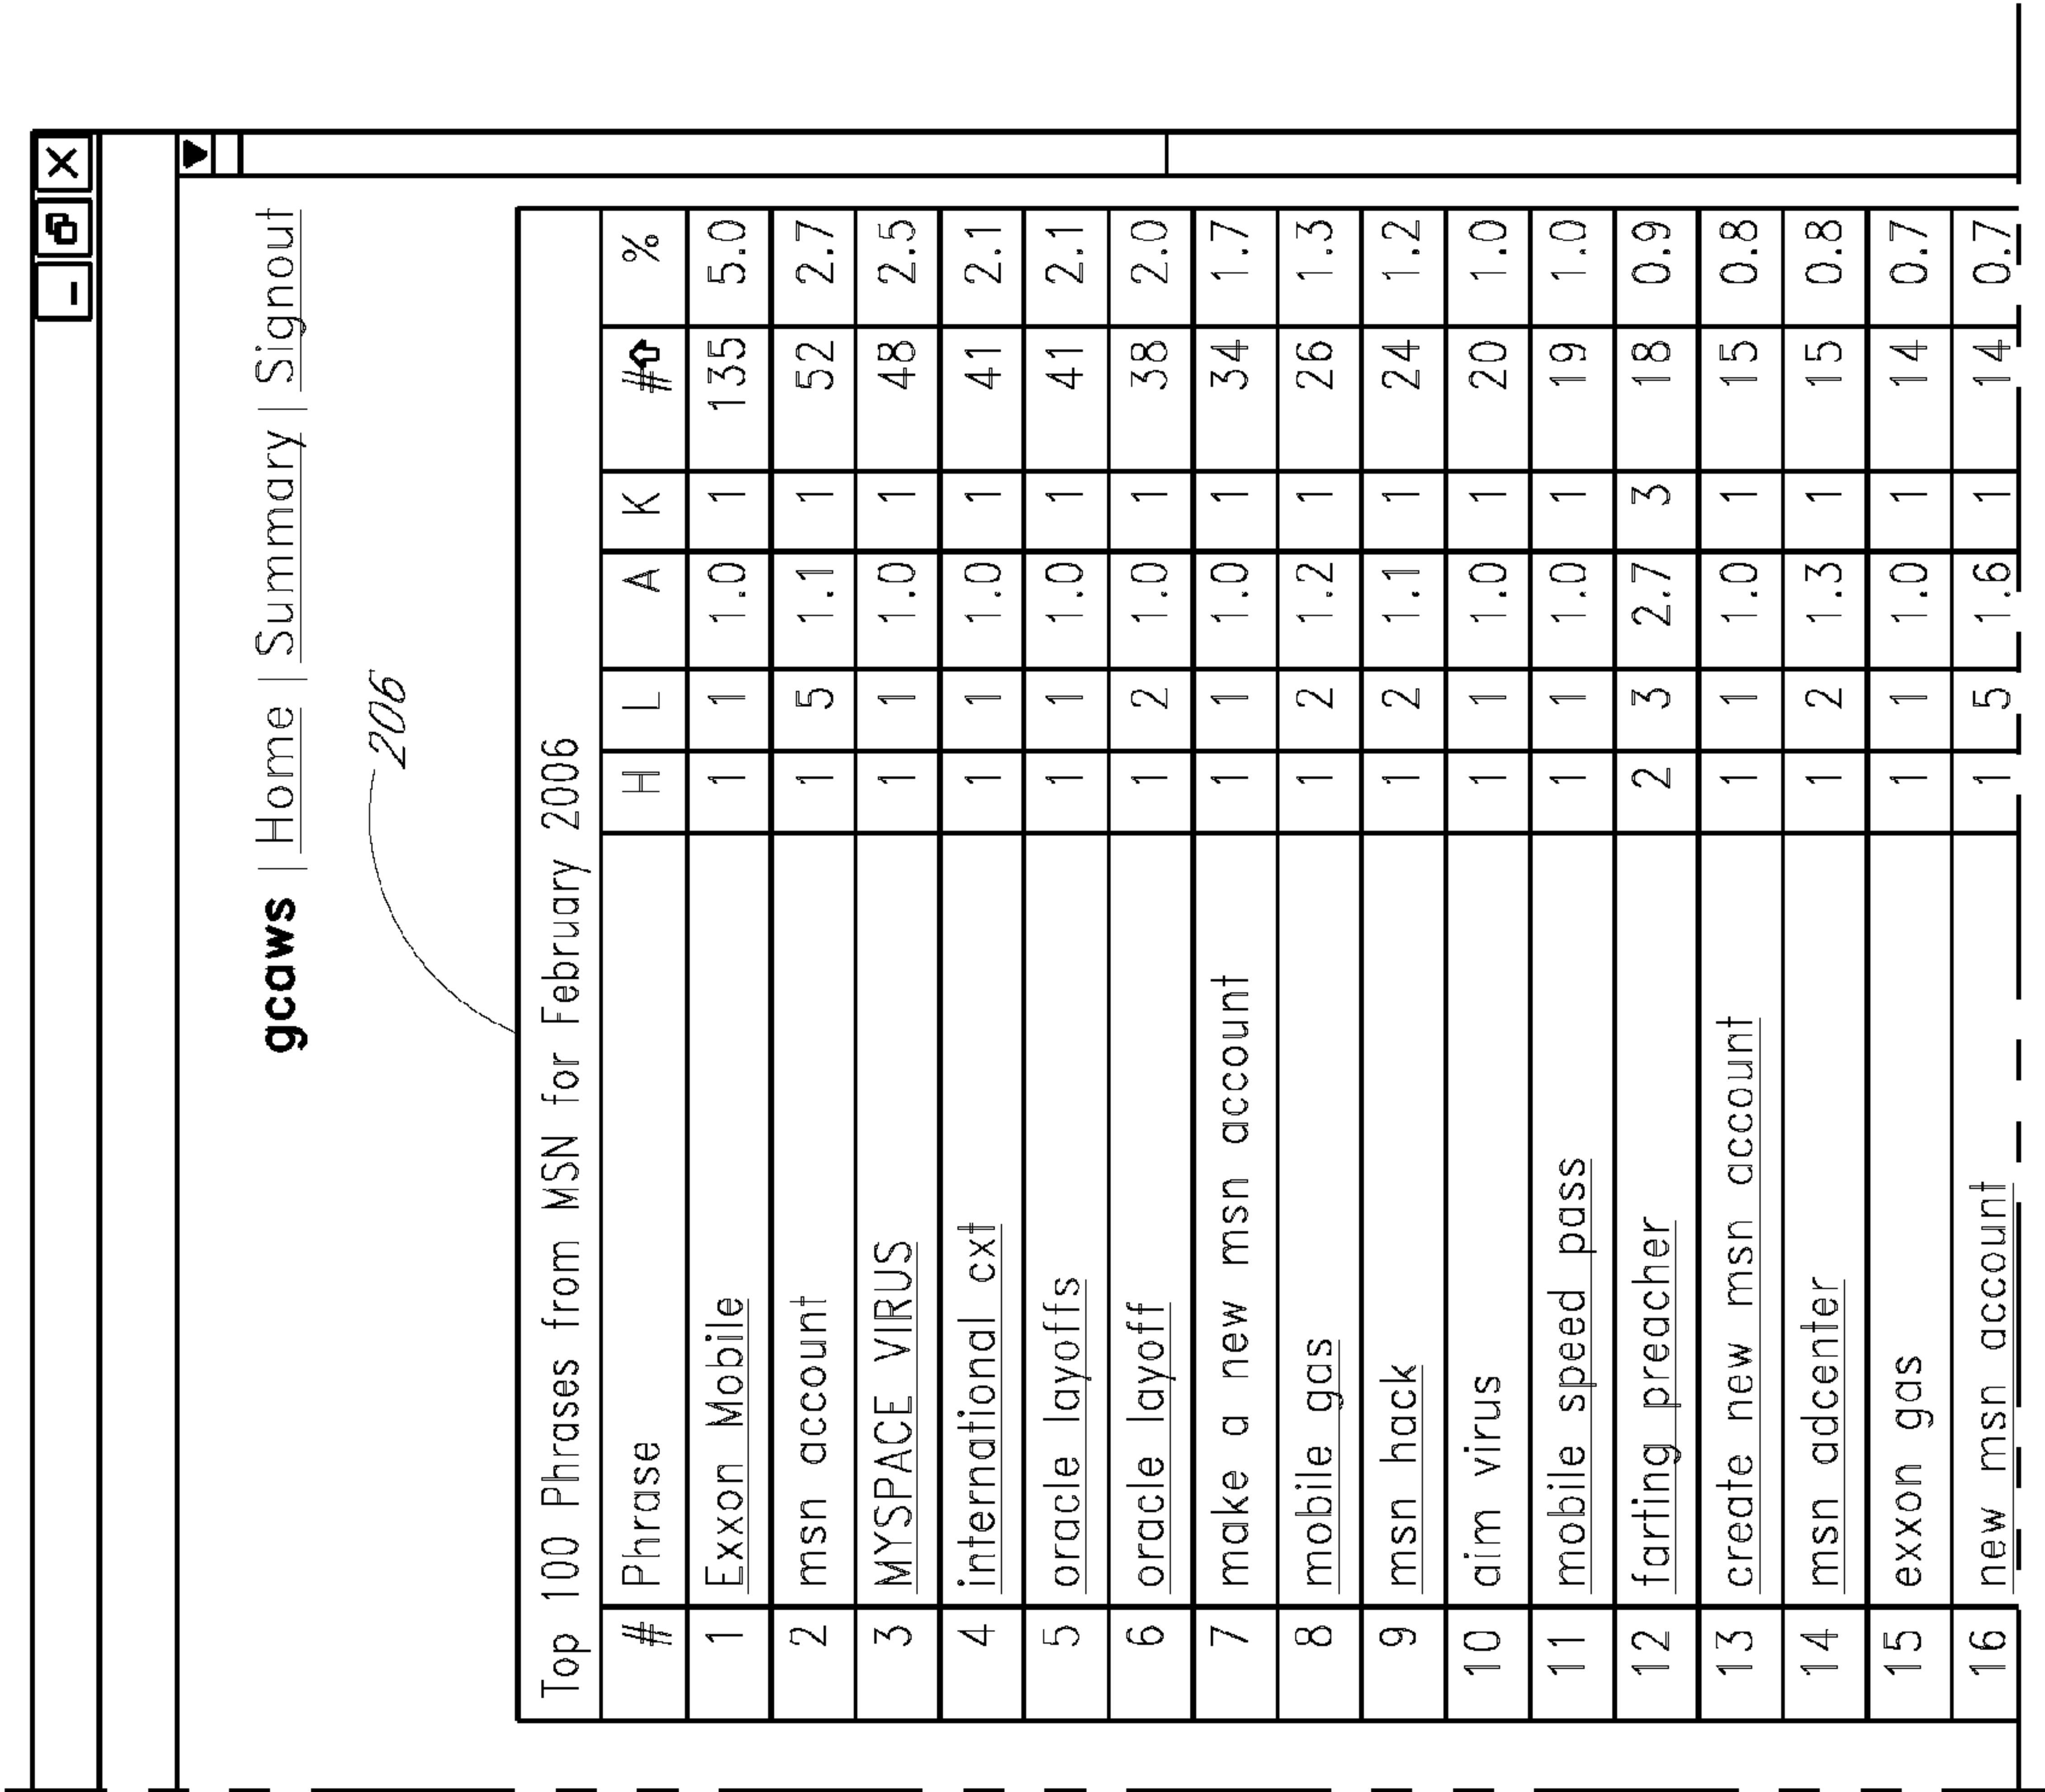 gcaws | Home | Summary | Signout
206
Top 100 Phrases from MSN for February 2006
# Phrase H L A K # %
1 Exxon Mobile 1 1 1.0 1 135 5.0
2 msn account 1 5 1.1 1 52 2.7
3 MYSPACE VIRUS 1 1 1.0 1 48 2.5
4 international cxt 1 1 1.0 1 41 2.1
5 oracle layoffs 1 1 1.0 1 41 2.1
6 oracle layoff 1 2 1.0 1 38 2.0
7 make a new msn account 1 1 1.0 1 34 1.7
8 mobile gas 1 2 1.2 1 26 1.3
9 msn hack 1 2 1.1 1 24 1.2
10 aim virus 1 1 1.0 1 20 1.0
11 mobile speed pass 1 1 1.0 1 19 1.0
12 farting preacher 2 3 2.7 3 18 0.9
13 create new msn account 1 1 1.0 1 15 0.8
14 msn adcenter 1 2 1.3 1 15 0.8
15 exxon gas 1 1 1.0 1 14 0.7
16 new msn account 1 5 1.6 1 14 0.7